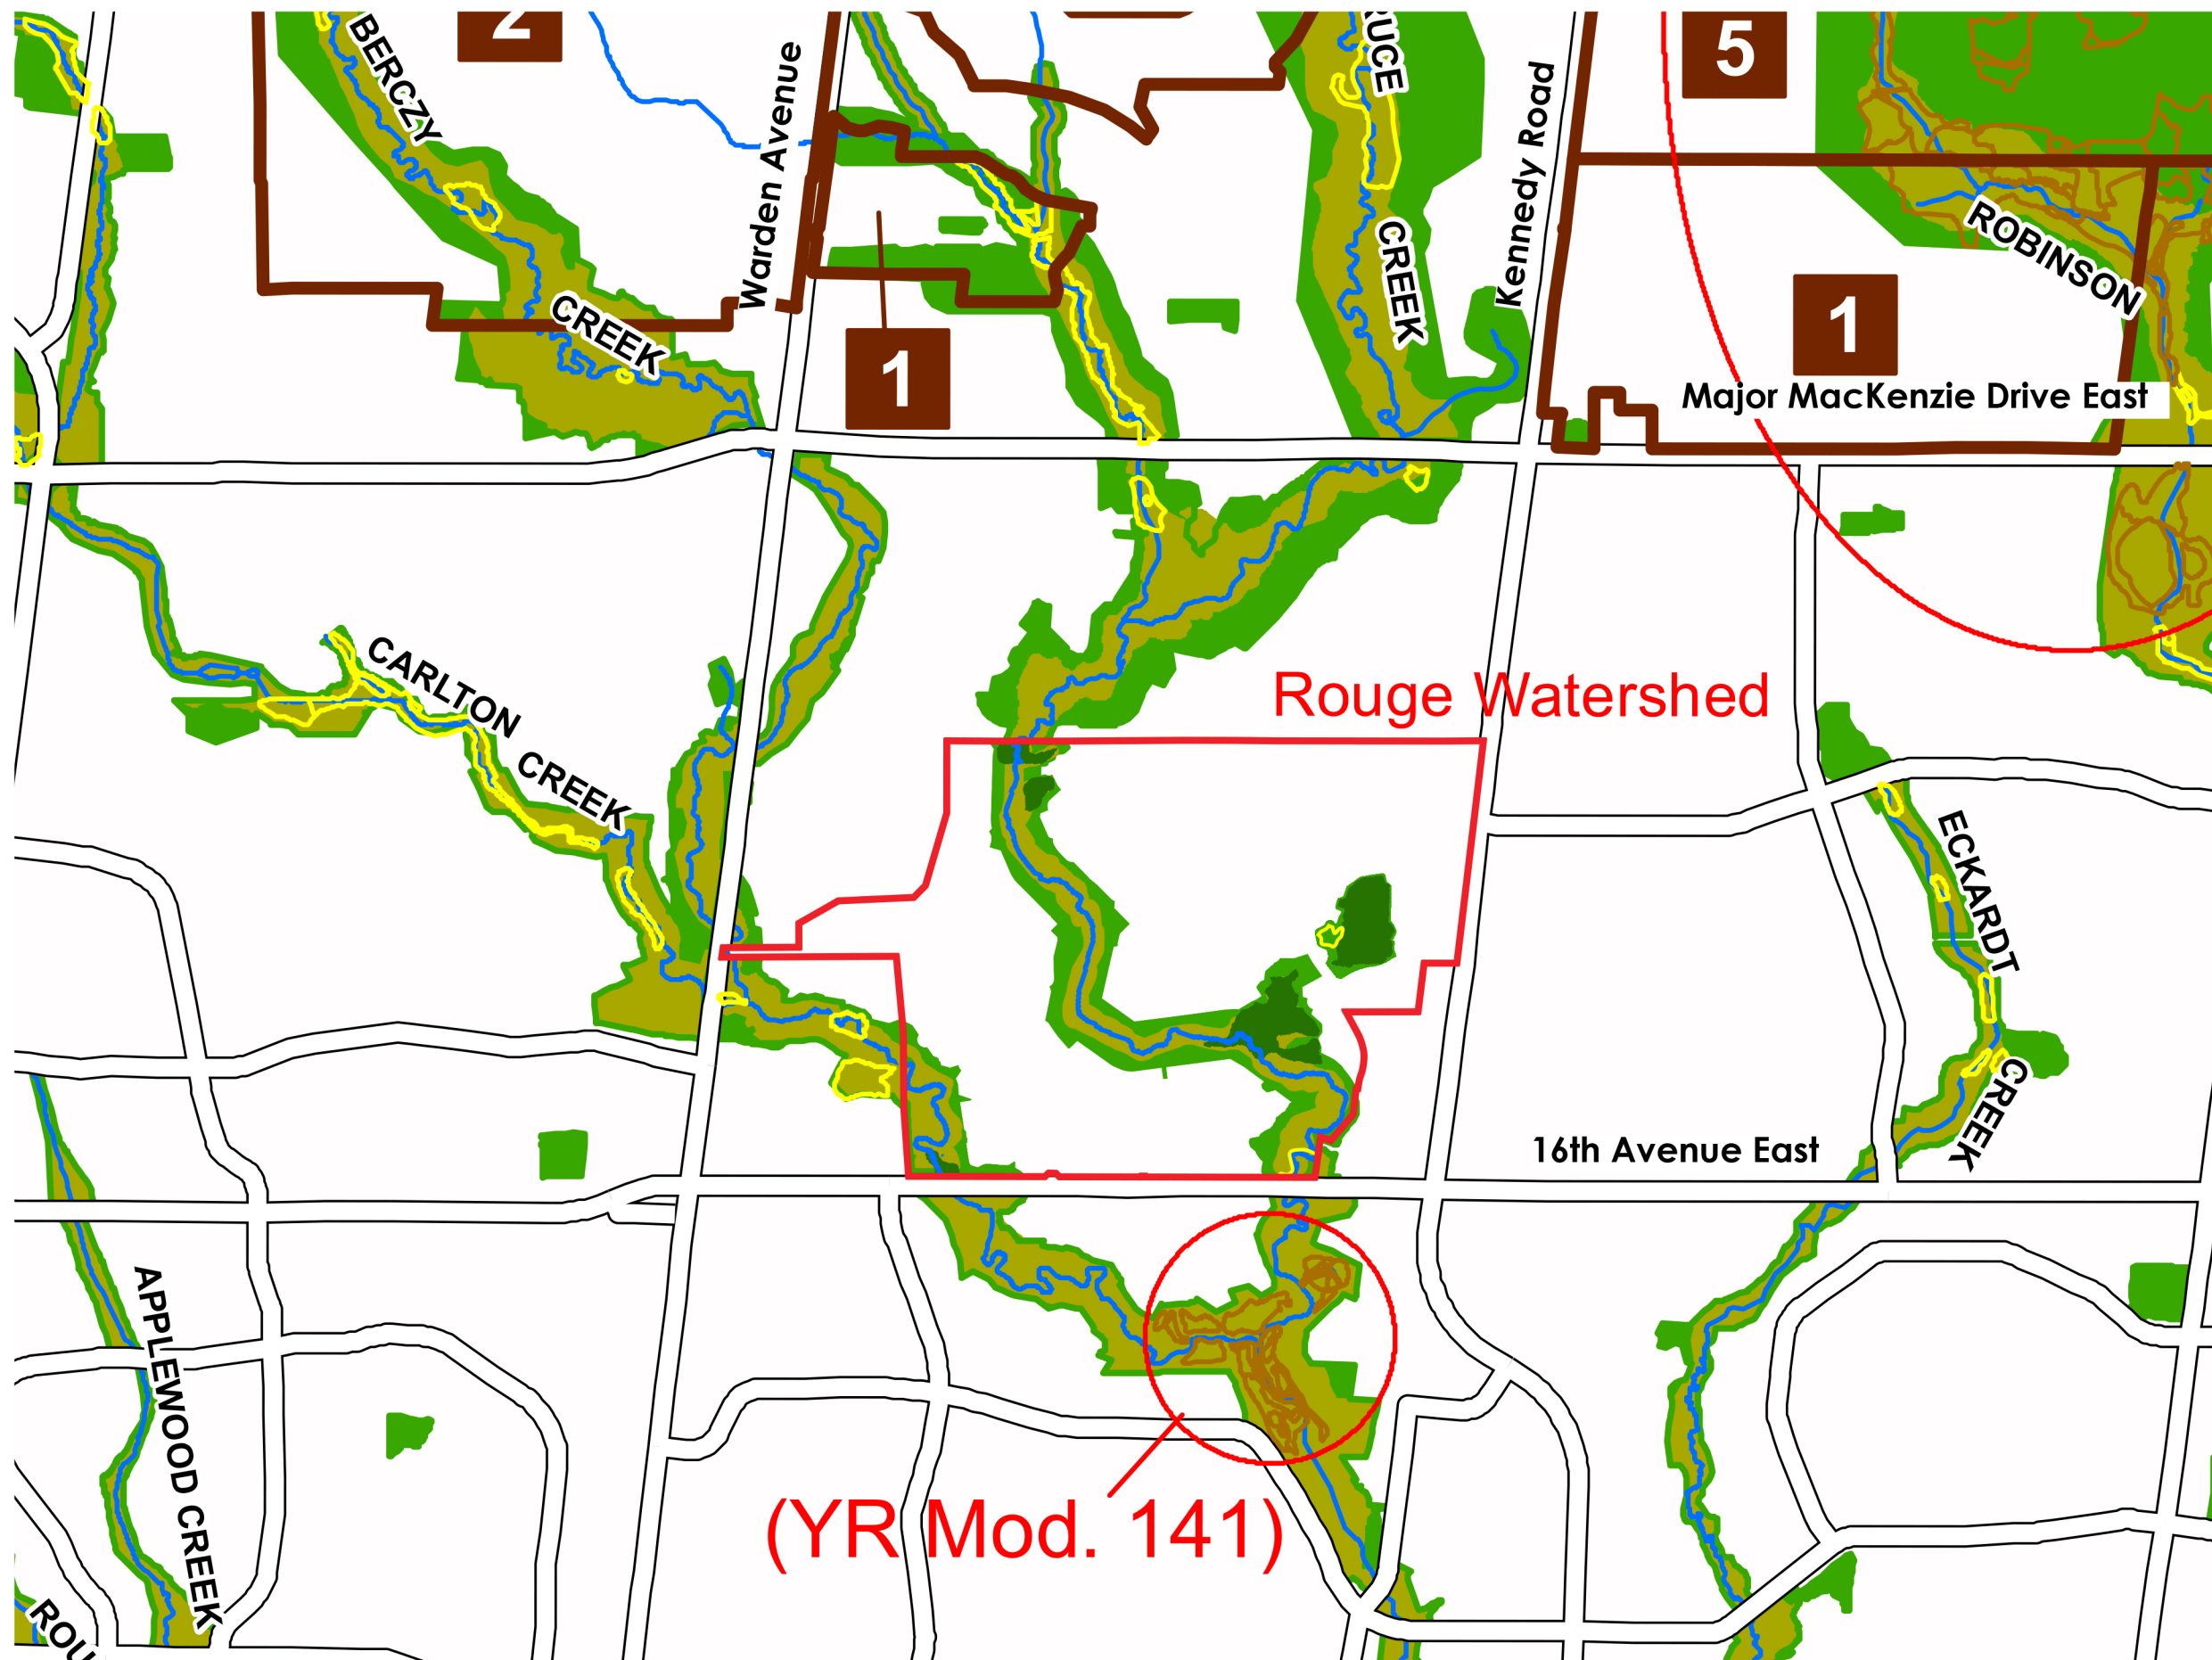 2
BERCZY
CREEK
Warden Avenue
1
UCE
CREEK
Kennedy Road
5
1
ROBINSON
Major MacKenzie Drive East
CARLTON
CREEK
Rouge Watershed
ECKARDT
CREEK
16th Avenue East
APPLEWOOD CREEK
(YR Mod. 141)
ROU